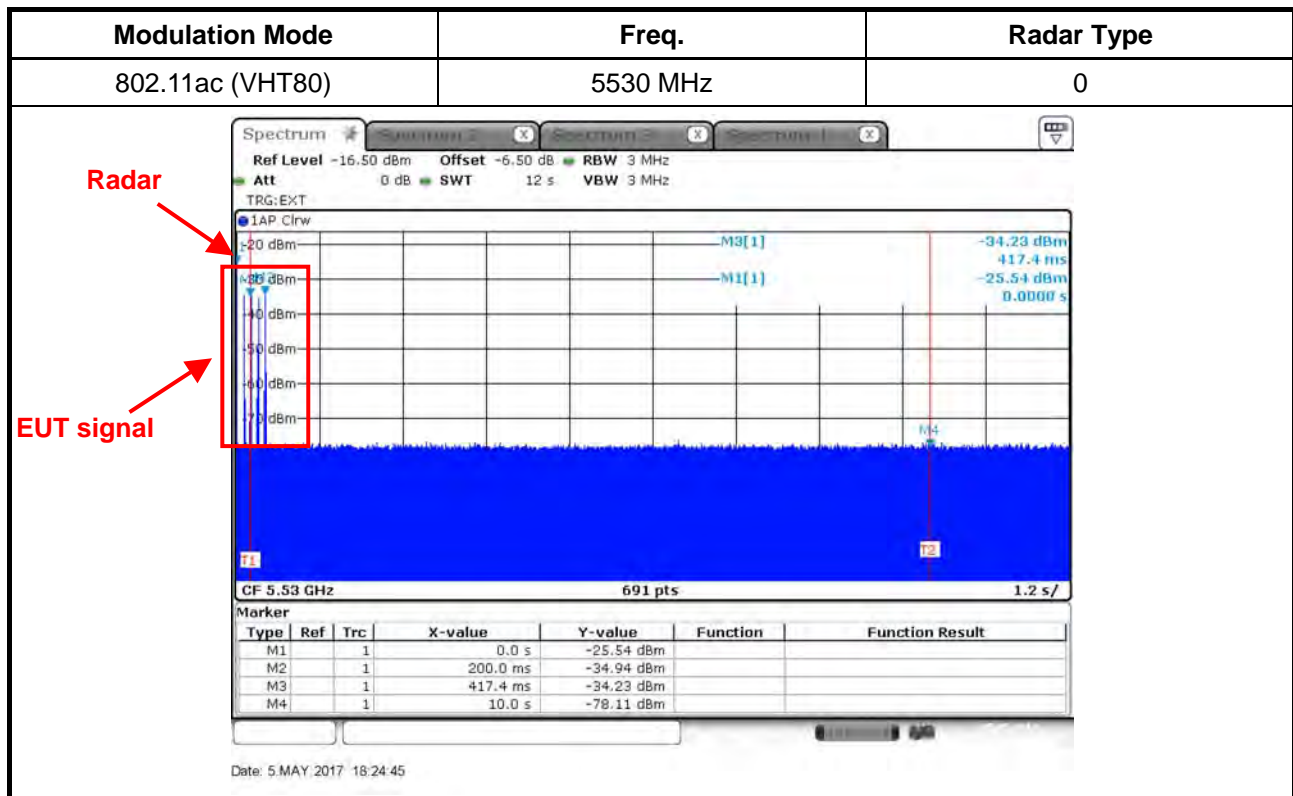 Modulation Mode Freq. Radar Type
802.11ac (VHT80) 5530 MHz 0
Spectrum X X X
Ref Level -16.50 dBm Offset -6.50 dB RBW 3 MHz
Att 0 dB SWT 12 s VBW 3 MHz
TRG:EXT
Radar
1AP Clrw
-20 dBm M3[1] -34.23 dBm
417.4 ms
dBm M1[1] -25.54 dBm
0.0000 s
-40 dBm
-50 dBm
-60 dBm
-70 dBm
EUT signal
M4
T1 T2
CF 5.53 GHz 691 pts 1.2 s/
Marker
Type Ref Trc X-value Y-value Function Function Result
M1 1 0.0 s -25.54 dBm
M2 1 200.0 ms -34.94 dBm
M3 1 417.4 ms -34.23 dBm
M4 1 10.0 s -78.11 dBm
Date: 5.MAY.2017 18:24:45